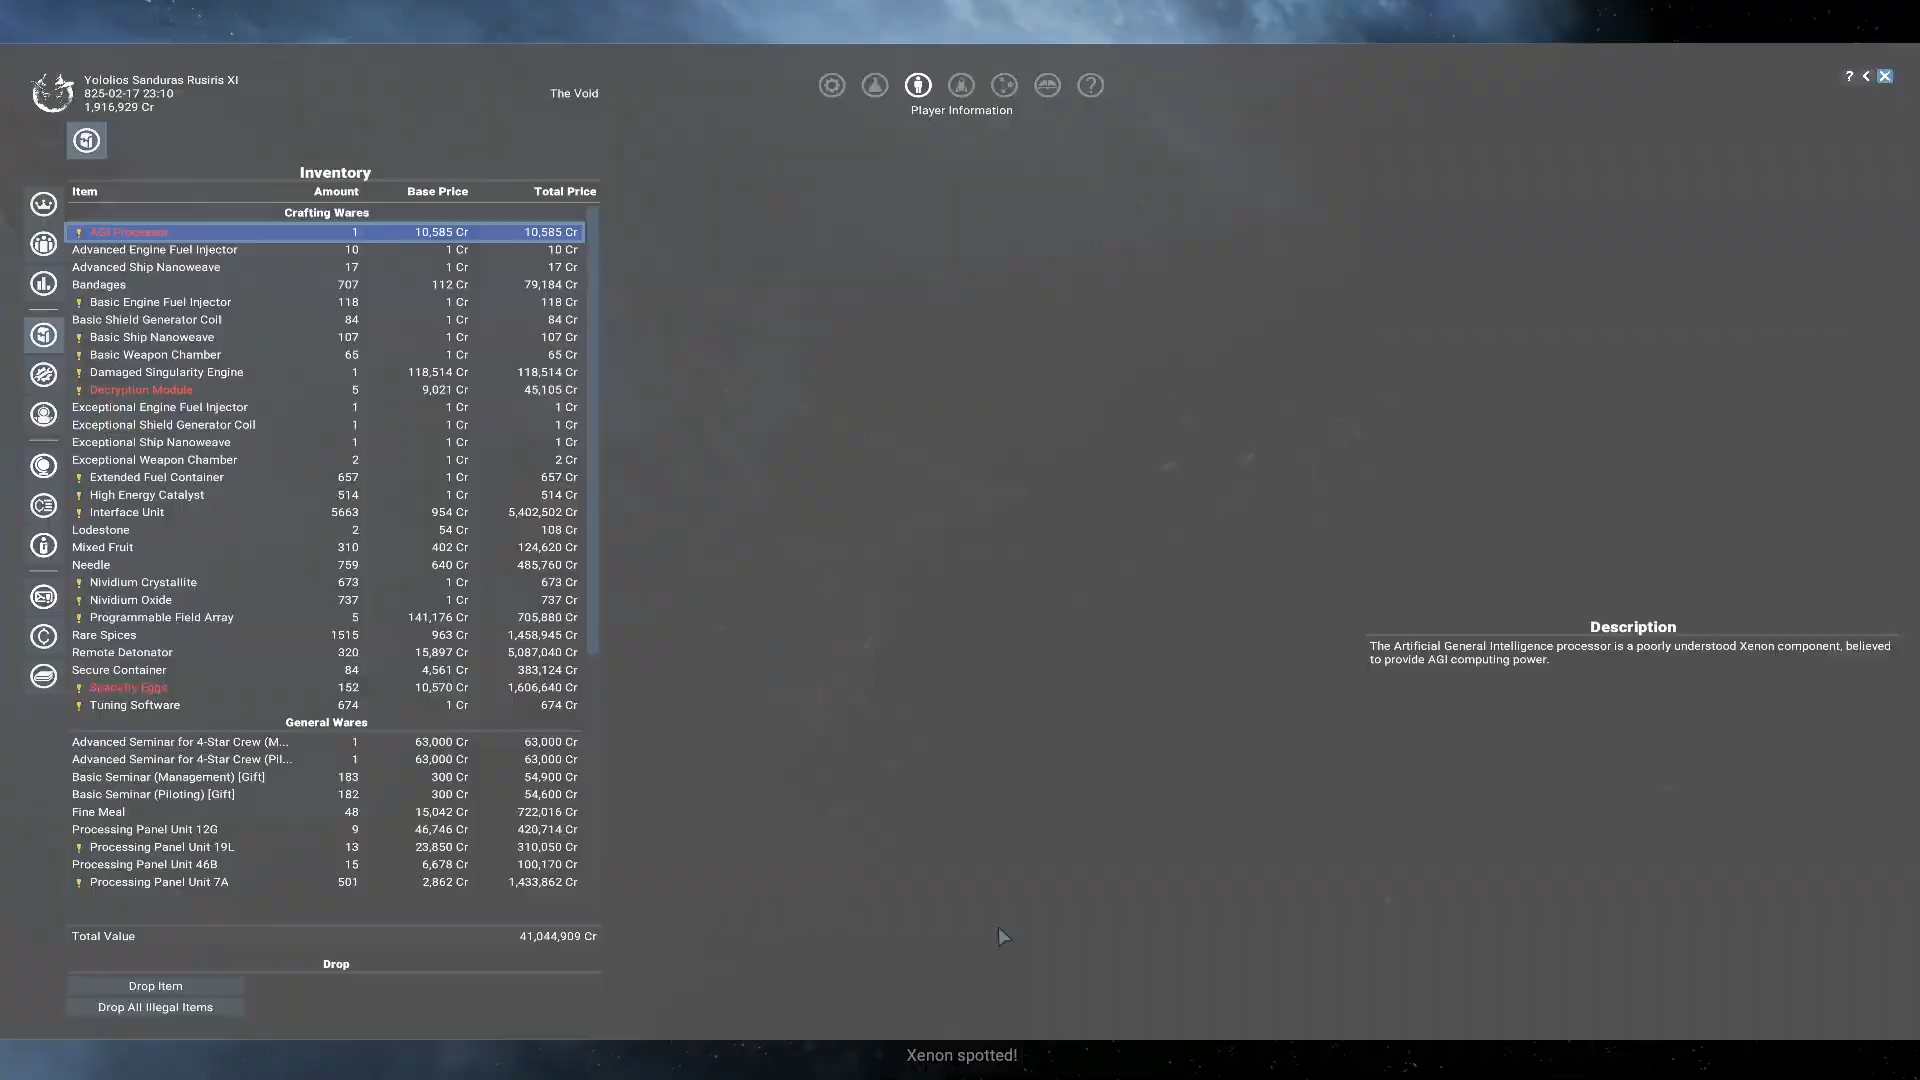 Yololios Sanduras Rusiris XI
825-02-17 23:10
1,916,929 Cr
The Void
Player Information
? <
Inventory
Item Amount Base Price Total Price
Crafting Wares
AGI Processor 1 10,585 Cr 10,585 Cr
Advanced Engine Fuel Injector 10 1 Cr 10 Cr
Advanced Ship Nanoweave 17 1 Cr 17 Cr
Bandages 707 112 Cr 79,184 Cr
Basic Engine Fuel Injector 118 1 Cr 118 Cr
Basic Shield Generator Coil 84 1 Cr 84 Cr
Basic Ship Nanoweave 107 1 Cr 107 Cr
Basic Weapon Chamber 65 1 Cr 65 Cr
Damaged Singularity Engine 1 118,514 Cr 118,514 Cr
Decryption Module 5 9,021 Cr 45,105 Cr
Exceptional Engine Fuel Injector 1 1 Cr 1 Cr
Exceptional Shield Generator Coil 1 1 Cr 1 Cr
Exceptional Ship Nanoweave 1 1 Cr 1 Cr
Exceptional Weapon Chamber 2 1 Cr 2 Cr
Extended Fuel Container 657 1 Cr 657 Cr
High Energy Catalyst 514 1 Cr 514 Cr
Interface Unit 5663 954 Cr 5,402,502 Cr
Lodestone 2 54 Cr 108 Cr
Mixed Fruit 310 402 Cr 124,620 Cr
Needle 759 640 Cr 485,760 Cr
Nividium Crystallite 673 1 Cr 673 Cr
Nividium Oxide 737 1 Cr 737 Cr
Programmable Field Array 5 141,176 Cr 705,880 Cr
Rare Spices 1515 963 Cr 1,458,945 Cr
Remote Detonator 320 15,897 Cr 5,087,040 Cr
Secure Container 84 4,561 Cr 383,124 Cr
Spacefly Eggs 152 10,570 Cr 1,606,640 Cr
Tuning Software 674 1 Cr 674 Cr
General Wares
Advanced Seminar for 4-Star Crew (M... 1 63,000 Cr 63,000 Cr
Advanced Seminar for 4-Star Crew (Pil... 1 63,000 Cr 63,000 Cr
Basic Seminar (Management) [Gift] 183 300 Cr 54,900 Cr
Basic Seminar (Piloting) [Gift] 182 300 Cr 54,600 Cr
Fine Meal 48 15,042 Cr 722,016 Cr
Processing Panel Unit 12G 9 46,746 Cr 420,714 Cr
Processing Panel Unit 19L 13 23,850 Cr 310,050 Cr
Processing Panel Unit 46B 15 6,678 Cr 100,170 Cr
Processing Panel Unit 7A 501 2,862 Cr 1,433,862 Cr
Total Value 41,044,909 Cr
Drop
Drop Item
Drop All Illegal Items
Description
The Artificial General Intelligence processor is a poorly understood Xenon component, believed
to provide AGI computing power.
Xenon spotted!